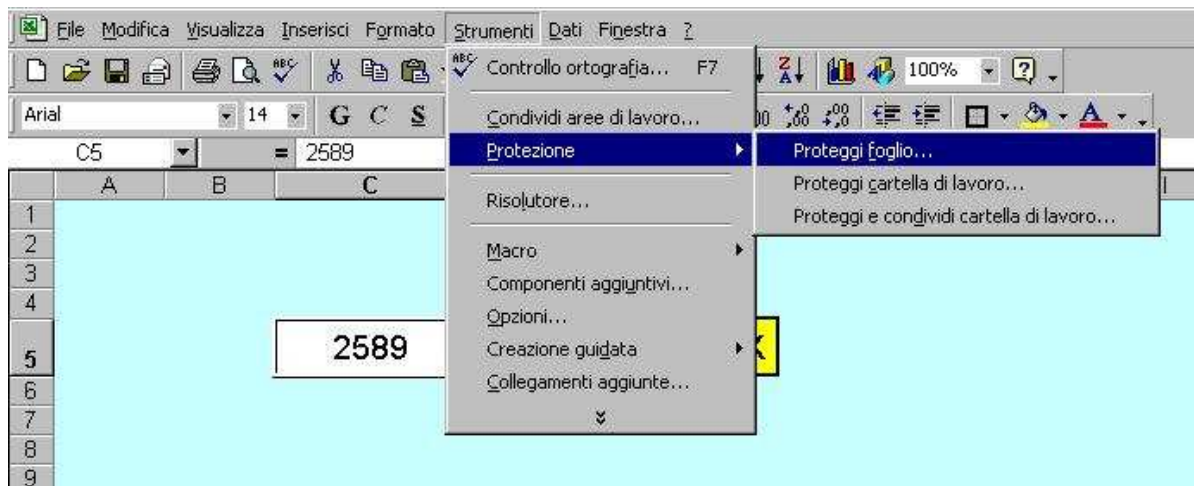 File Modifica Visualizza Inserisci Formato Strumenti Dati Finestra ?
ABC ABC Controllo ortografia... F7 100%
Arial 14 G C S Condividi aree di lavoro...
C5 = 2589 Protezione Proteggi foglio...
Proteggi cartella di lavoro...
Proteggi e condividi cartella di lavoro...
A B C
Risolutore...
1
2 Macro
3 Componenti aggiuntivi...
4 Opzioni...
5 2589 Creazione guidata
6 Collegamenti aggiunte...
7
8
9